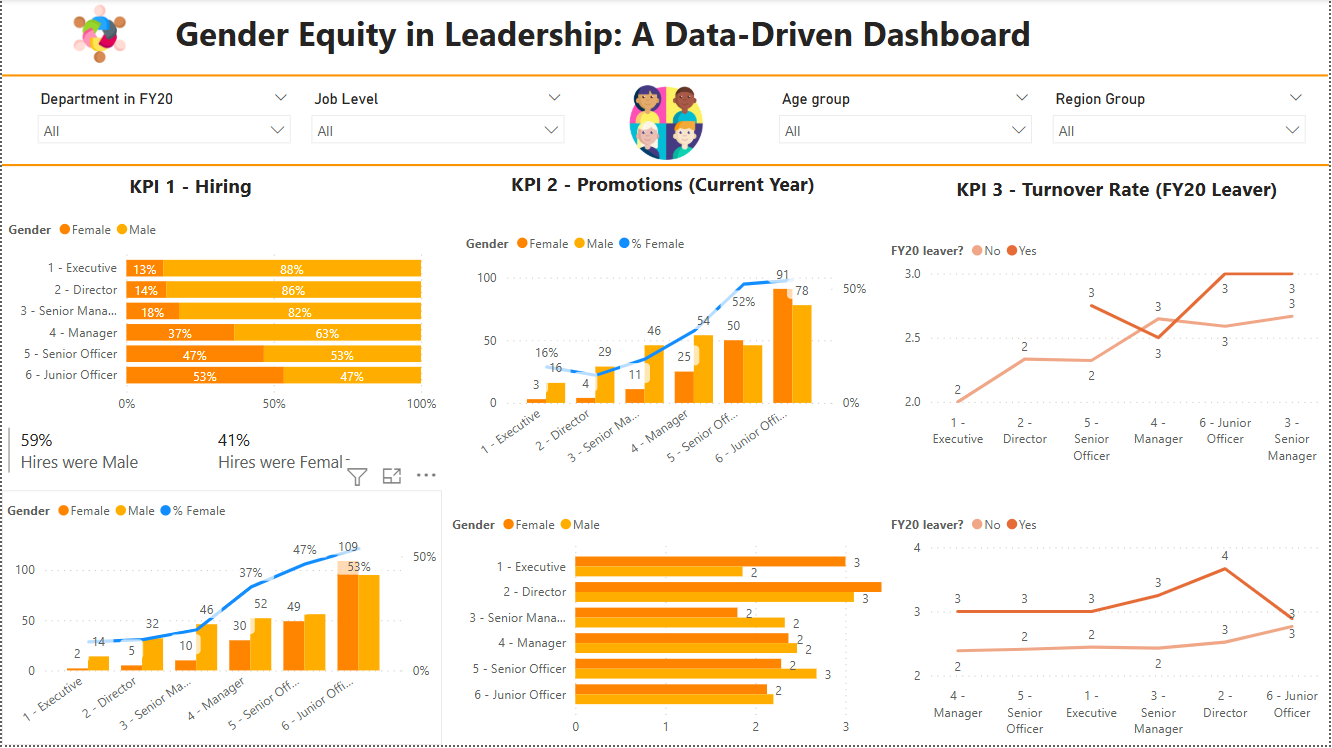 Gender Equity in Leadership: A Data-Driven Dashboard
Department in FY20
All
Job Level
All
Age group
All
Region Group
All
KPI 1 - Hiring
Gender Female Male
1 - Executive 13% 88%
2 - Director 14% 86%
3 - Senior Mana... 18% 82%
4 - Manager 37% 63%
5 - Senior Officer 47% 53%
6 - Junior Officer 53% 47%
0% 50% 100%
59%
Hires were Male
41%
Hires were Femal
Gender Female Male % Female
109
47% 53%
50%
37%
100
46 52 49
50
32 30
14 10
2 5
0 0%
1 - Executive
2 - Director
3 - Senior Ma...
4 - Manager
5 - Senior Off...
6 - Junior Offi...
KPI 2 - Promotions (Current Year)
Gender Female Male % Female
91
100 78 50%
52%
54
50 46 50
29 25
16% 16 11
3 4
0 0%
1 - Executive
2 - Director
3 - Senior Ma...
4 - Manager
5 - Senior Off...
6 - Junior Offi...
Gender Female Male
1 - Executive 3
2
2 - Director
3
3 - Senior Mana... 2
2
4 - Manager 2
2
5 - Senior Officer 2
3
6 - Junior Officer 2
0 1 2 3
KPI 3 - Turnover Rate (FY20 Leaver)
FY20 leaver? No Yes
3.0
3 3 3 3
3
2.5
2 3 3
2 2
2.0
1 -
Executive
2 -
Director
5 -
Senior
Officer
4 -
Manager
6 - Junior
Officer
3 -
Senior
Manager
FY20 leaver? No Yes
4
4
3
3 3 3 3
3
2 2 3 3
2 2
2
4 -
Manager
5 -
Senior
Officer
1 -
Executive
3 -
Senior
Manager
2 -
Director
6 - Junior
Officer